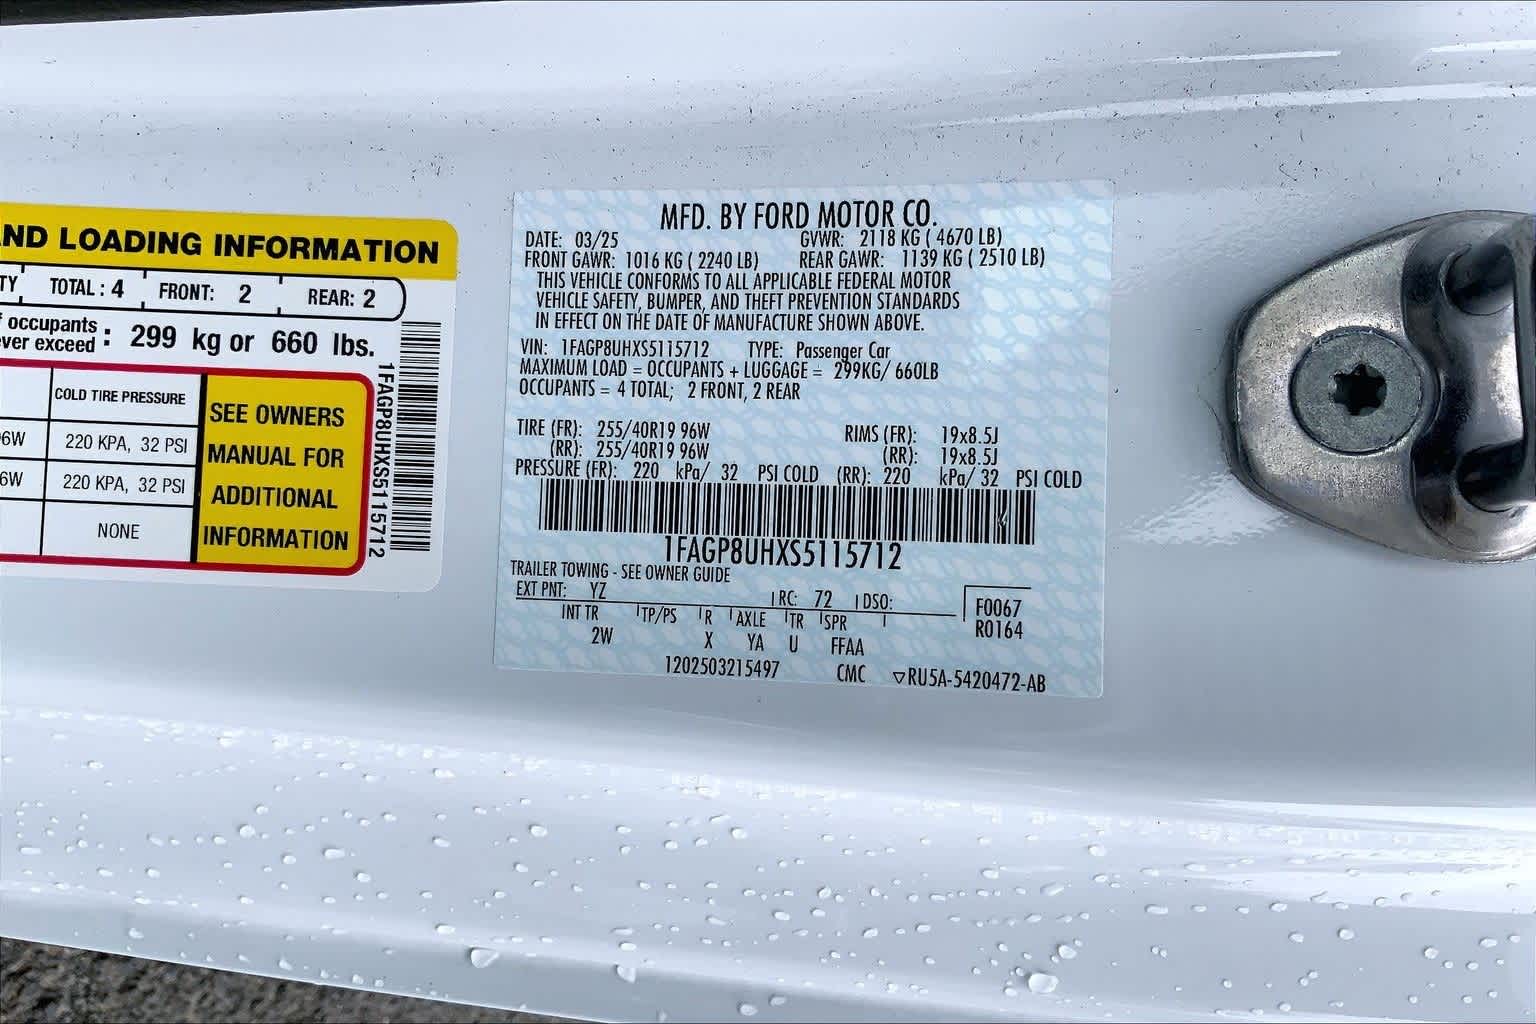 AND LOADING INFORMATION
TOTAL : 4 FRONT: 2 REAR: 2
occupants : 299 kg or 660 lbs.
exceed
COLD TIRE PRESSURE
220 KPA, 32 PSI
220 KPA, 32 PSI
NONE
SEE OWNERS
MANUAL FOR
ADDITIONAL
INFORMATION
1FAGP8UHXS5115712
MFD. BY FORD MOTOR CO.
DATE: 03/25 GVWR: 2118 KG ( 4670 LB)
FRONT GAWR: 1016 KG ( 2240 LB) REAR GAWR: 1139 KG ( 2510 LB)
THIS VEHICLE CONFORMS TO ALL APPLICABLE FEDERAL MOTOR
VEHICLE SAFETY, BUMPER, AND THEFT PREVENTION STANDARDS
IN EFFECT ON THE DATE OF MANUFACTURE SHOWN ABOVE.
VIN: 1FAGP8UHXS5115712 TYPE: Passenger Car
MAXIMUM LOAD = OCCUPANTS + LUGGAGE = 299KG/ 660LB
OCCUPANTS = 4 TOTAL; 2 FRONT, 2 REAR
TIRE (FR): 255/40R19 96W RIMS (FR): 19x8.5J
(RR): 255/40R19 96W (RR): 19x8.5J
PRESSURE (FR): 220 kPa/ 32 PSI COLD (RR): 220 kPa/ 32 PSI COLD
1FAGP8UHXS5115712
TRAILER TOWING - SEE OWNER GUIDE
EXT PNT: YZ RC: 72 DSO: F0067
INT TR TP/PS R AXLE TR SPR R0164
2W X YA U FFAA
1202503215497 CMC ▽RU5A-5420472-AB